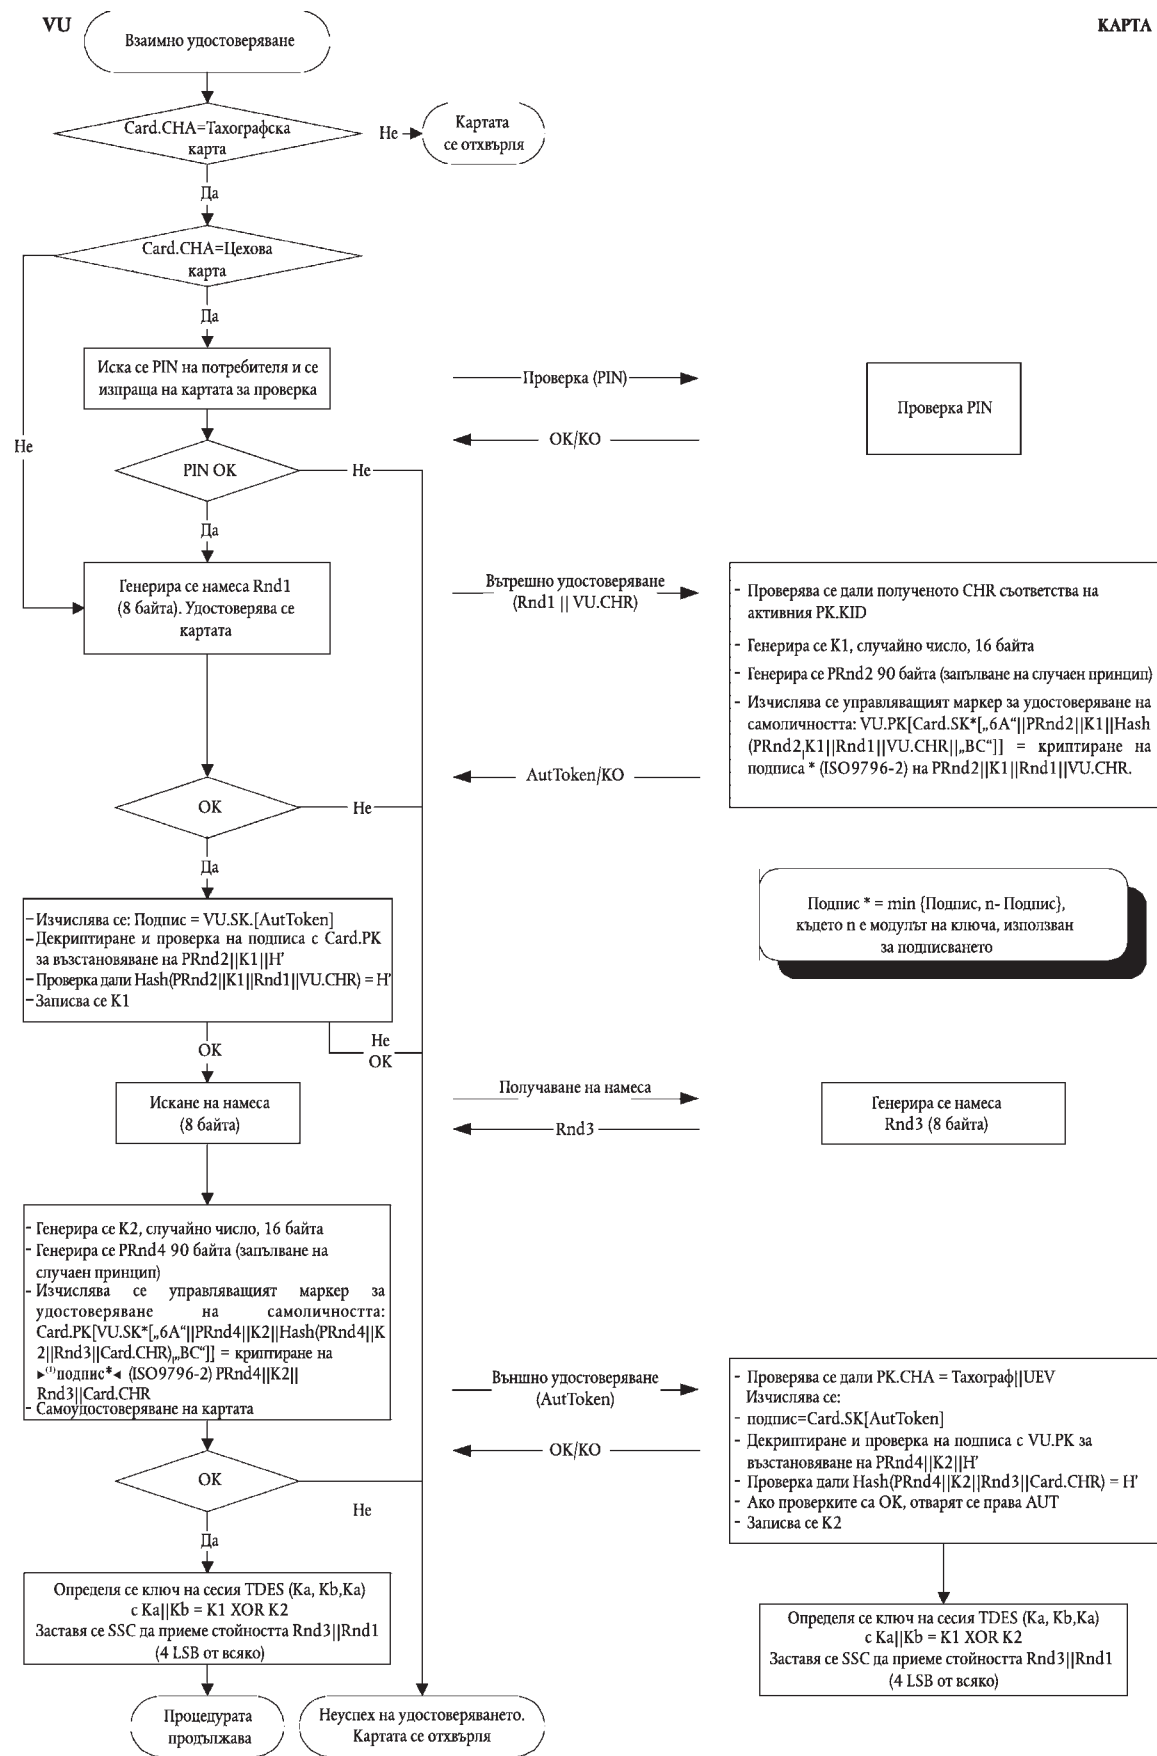 VU
КАРТА
Взаимно удостоверяване
Card.CHA=Тахографска
карта
Не
Картата
се отхвърля
Да
Card.CHA=Цехова
карта
Да
Не
Иска се PIN на потребителя и се
изпраща на картата за проверка
Проверка (PIN)
Проверка PIN
OK/KO
PIN OK
Не
Да
Генерира се намеса Rnd1
(8 байта). Удостоверява се
картата
Вътрешно удостоверяване
(Rnd1 || VU.CHR)
- Проверява се дали полученото CHR съответства на
активния PK.KID
- Генерира се K1, случайно число, 16 байта
- Генерира се PRnd2 90 байта (запълване на случаен принцип)
- Изчислява се управляващият маркер за удостоверяване на
самоличността: VU.PK[Card.SK*[„6A“||PRnd2||K1||Hash
(PRnd2¦K1||Rnd1||VU.CHR||„BC“]] = криптиране на
подписа * (ISO9796-2) на PRnd2||K1||Rnd1||VU.CHR.
AutToken/KO
OK
Не
Да
– Изчислява се: Подпис = VU.SK.[AutToken]
– Декриптиране и проверка на подписа с Card.PK
за възстановяване на PRnd2||K1||H’
– Проверка дали Hash(PRnd2||K1||Rnd1||VU.CHR) = H’
– Записва се K1
Подпис * = min {Подпис, n- Подпис},
където n е модулът на ключа, използван
за подписването
OK
Не
OK
Искане на намеса
(8 байта)
Получаване на намеса
Rnd3
Генерира се намеса
Rnd3 (8 байта)
- Генерира се K2, случайно число, 16 байта
- Генерира се PRnd4 90 байта (запълване на
случаен принцип)
- Изчислява се управляващият маркер за
удостоверяване на самоличността:
Card.PK[VU.SK*[„6A“||PRnd4||K2||Hash(PRnd4||K
2||Rnd3||Card.CHR)¦„BC“]] = криптиране на
►⁽¹⁾подпис*◄ (ISO9796-2) PRnd4||K2||
Rnd3||Card.CHR
- Самоудостоверяване на картата
Външно удостоверяване
(AutToken)
OK/KO
- Проверява се дали PK.CHA = Тахограф||UEV
Изчислява се:
- подпис=Card.SK[AutToken]
- Декриптиране и проверка на подписа с VU.PK за
възстановяване на PRnd4||K2||H’
- Проверка дали Hash(PRnd4||K2||Rnd3||Card.CHR) = H’
- Ако проверките са OK, отварят се права AUT
- Записва се K2
OK
Не
Да
Определя се ключ на сесия TDES (Ka, Kb,Ka)
с Ka||Kb = K1 XOR K2
Заставя се SSC да приеме стойността Rnd3||Rnd1
(4 LSB от всяко)
Определя се ключ на сесия TDES (Ka, Kb,Ka)
с Ka||Kb = K1 XOR K2
Заставя се SSC да приеме стойността Rnd3||Rnd1
(4 LSB от всяко)
Процедурата
продължава
Неуспех на удостоверяването.
Картата се отхвърля